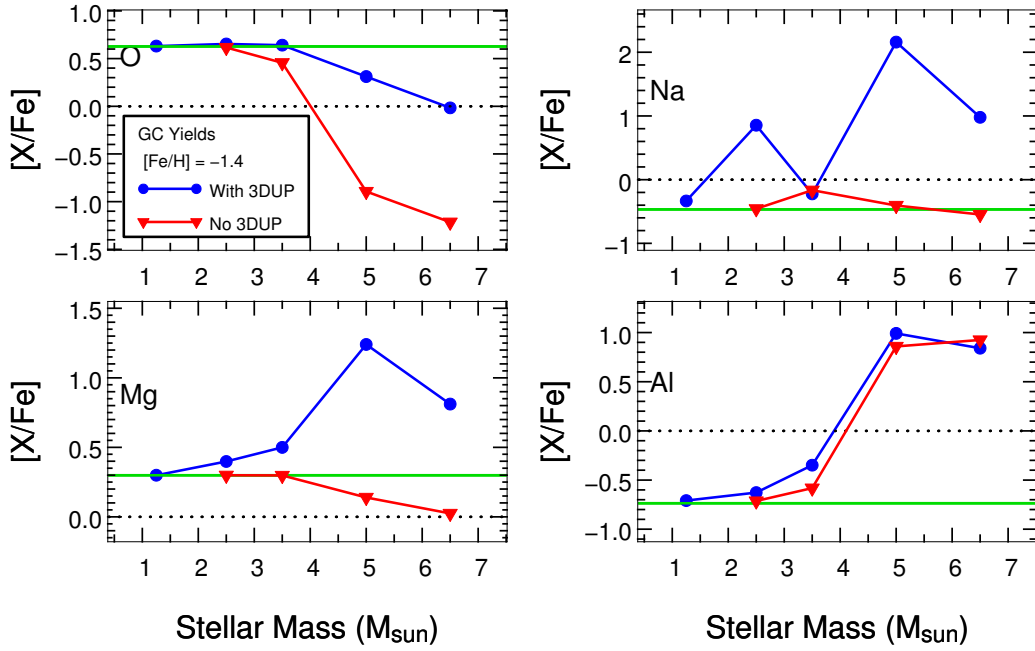 [X/Fe]
0.5
0.0
−0.5
−1.0
−1.5
O
GC Yields
[Fe/H] = −1.4
With 3DUP
No 3DUP
1 2 3 4 5 6 7
[X/Fe]
2
1
0
−1
Na
1 2 3 4 5 6 7
[X/Fe]
1.5
1.0
0.5
0.0
Mg
1 2 3 4 5 6 7
Stellar Mass (Msun)
[X/Fe]
1.0
0.5
0.0
−0.5
−1.0
Al
1 2 3 4 5 6 7
Stellar Mass (Msun)